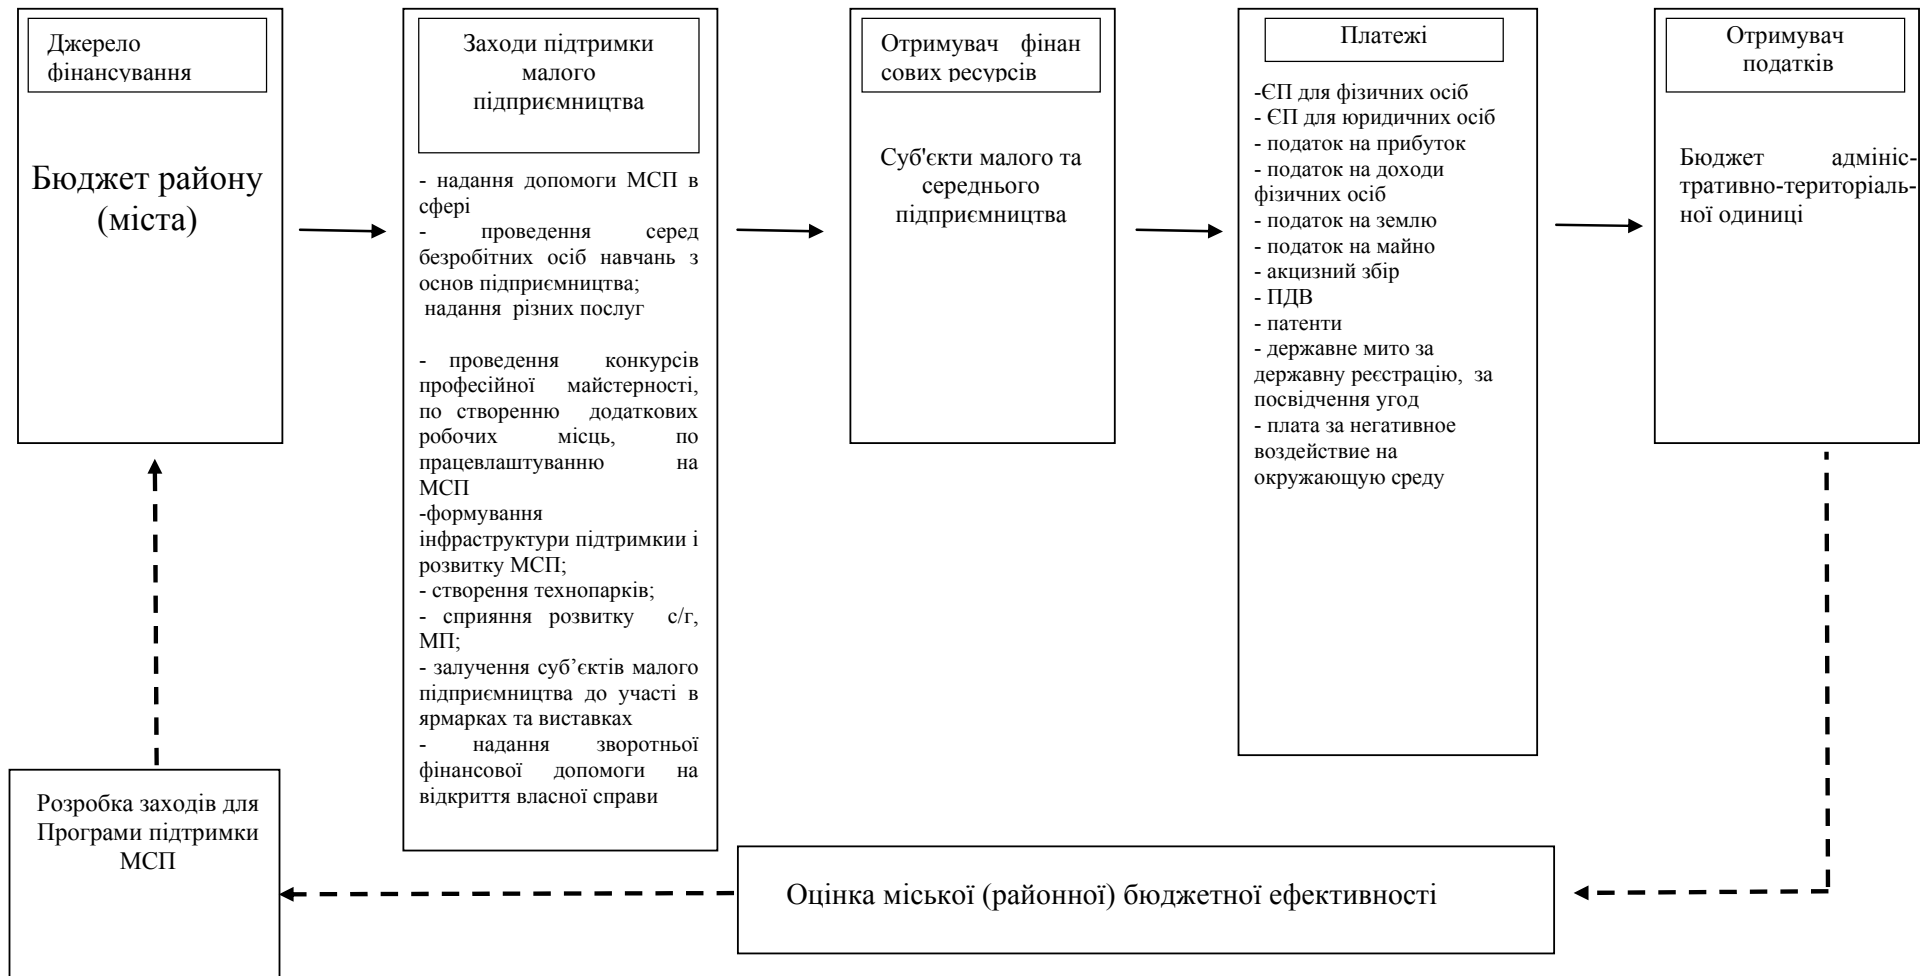 Джерело
фінансування
Бюджет району
(міста)
Заходи підтримки
малого
підприємництва
- надання допомоги МСП в
сфері
- проведення серед
безробітних осіб навчань з
основ підприємництва;
надання різних послуг
- проведення конкурсів
професійної майстерності,
по створенню додаткових
робочих місць, по
працевлаштуванню на
МСП
-формування
інфраструктури підтримкии і
розвитку МСП;
- створення технопарків;
- сприяння розвитку с/г,
МП;
- залучення суб’єктів малого
підприємництва до участі в
ярмарках та виставках
- надання зворотньої
фінансової допомоги на
відкриття власної справи
Отримувач фінан
сових ресурсів
Суб'єкти малого та
середнього
підприємництва
Платежі
-ЄП для фізичних осіб
- ЄП для юридичних осіб
- податок на прибуток
- податок на доходи
фізичних осіб
- податок на землю
- податок на майно
- акцизний збір
- ПДВ
- патенти
- державне мито за
державну реєстрацію, за
посвідчення угод
- плата за негативное
воздействие на
окружающую среду
Отримувач
податків
Бюджет адмініс-
тративно-територіаль-
ної одиниці
Розробка заходів для
Програми підтримки
МСП
Оцінка міської (районної) бюджетної ефективності